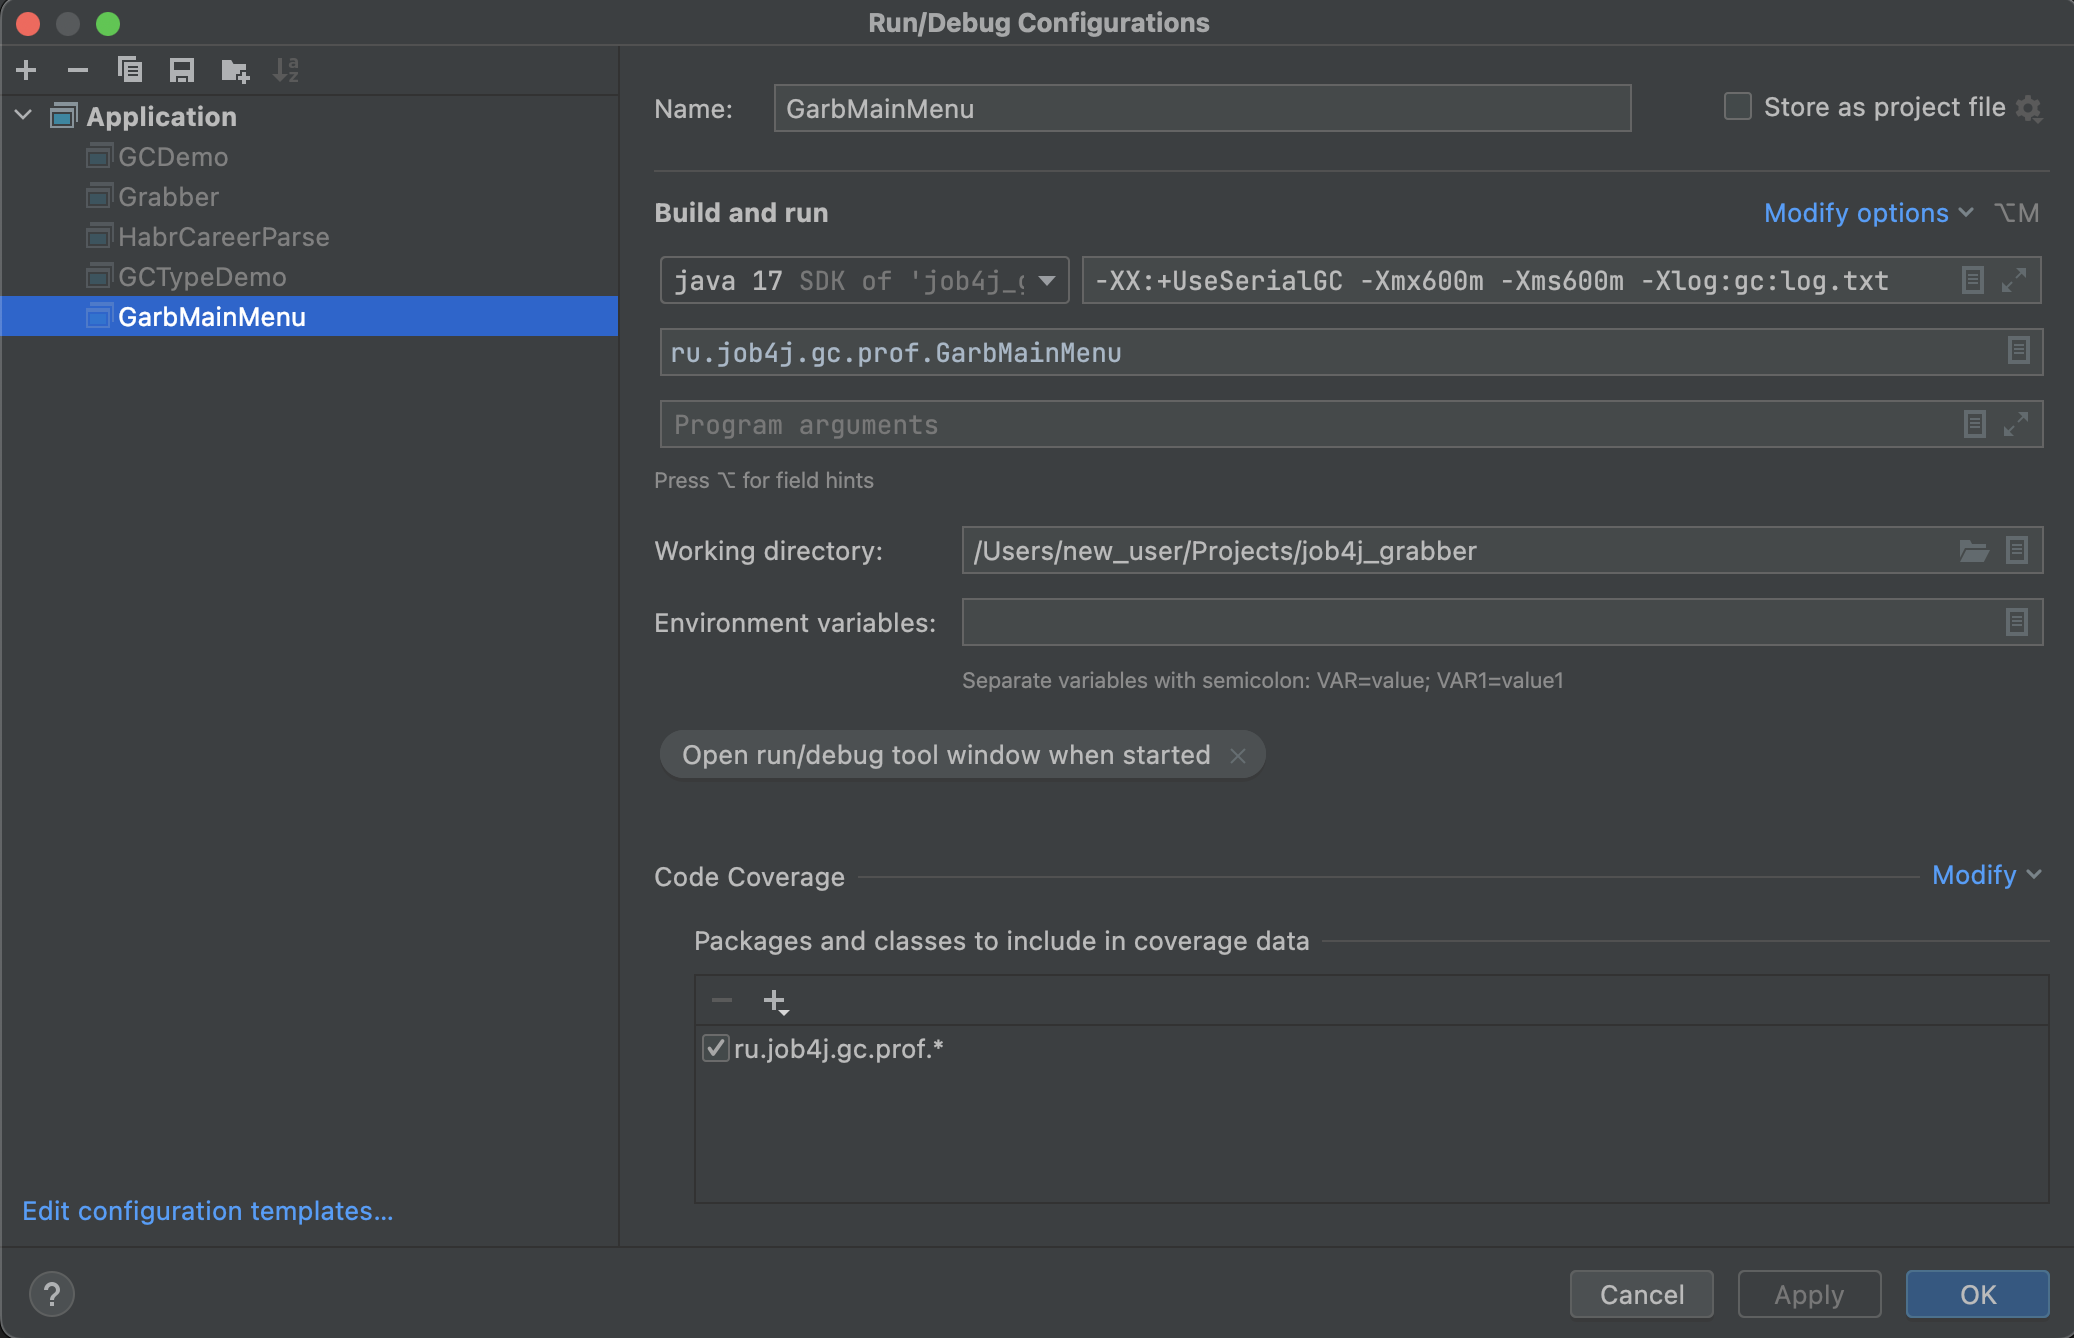 Run/Debug Configurations
Application
GCDemo
Grabber
HabrCareerParse
GCTypeDemo
GarbMainMenu
Edit configuration templates...
Name: GarbMainMenu
Store as project file
Build and run
Modify options ⌥M
java 17 SDK of 'job4j_g
-XX:+UseSerialGC -Xmx600m -Xms600m -Xlog:gc:log.txt
ru.job4j.gc.prof.GarbMainMenu
Program arguments
Press ⌥ for field hints
Working directory: /Users/new_user/Projects/job4j_grabber
Environment variables:
Separate variables with semicolon: VAR=value; VAR1=value1
Open run/debug tool window when started
Code Coverage
Modify
Packages and classes to include in coverage data
ru.job4j.gc.prof.*
?
Cancel
Apply
OK